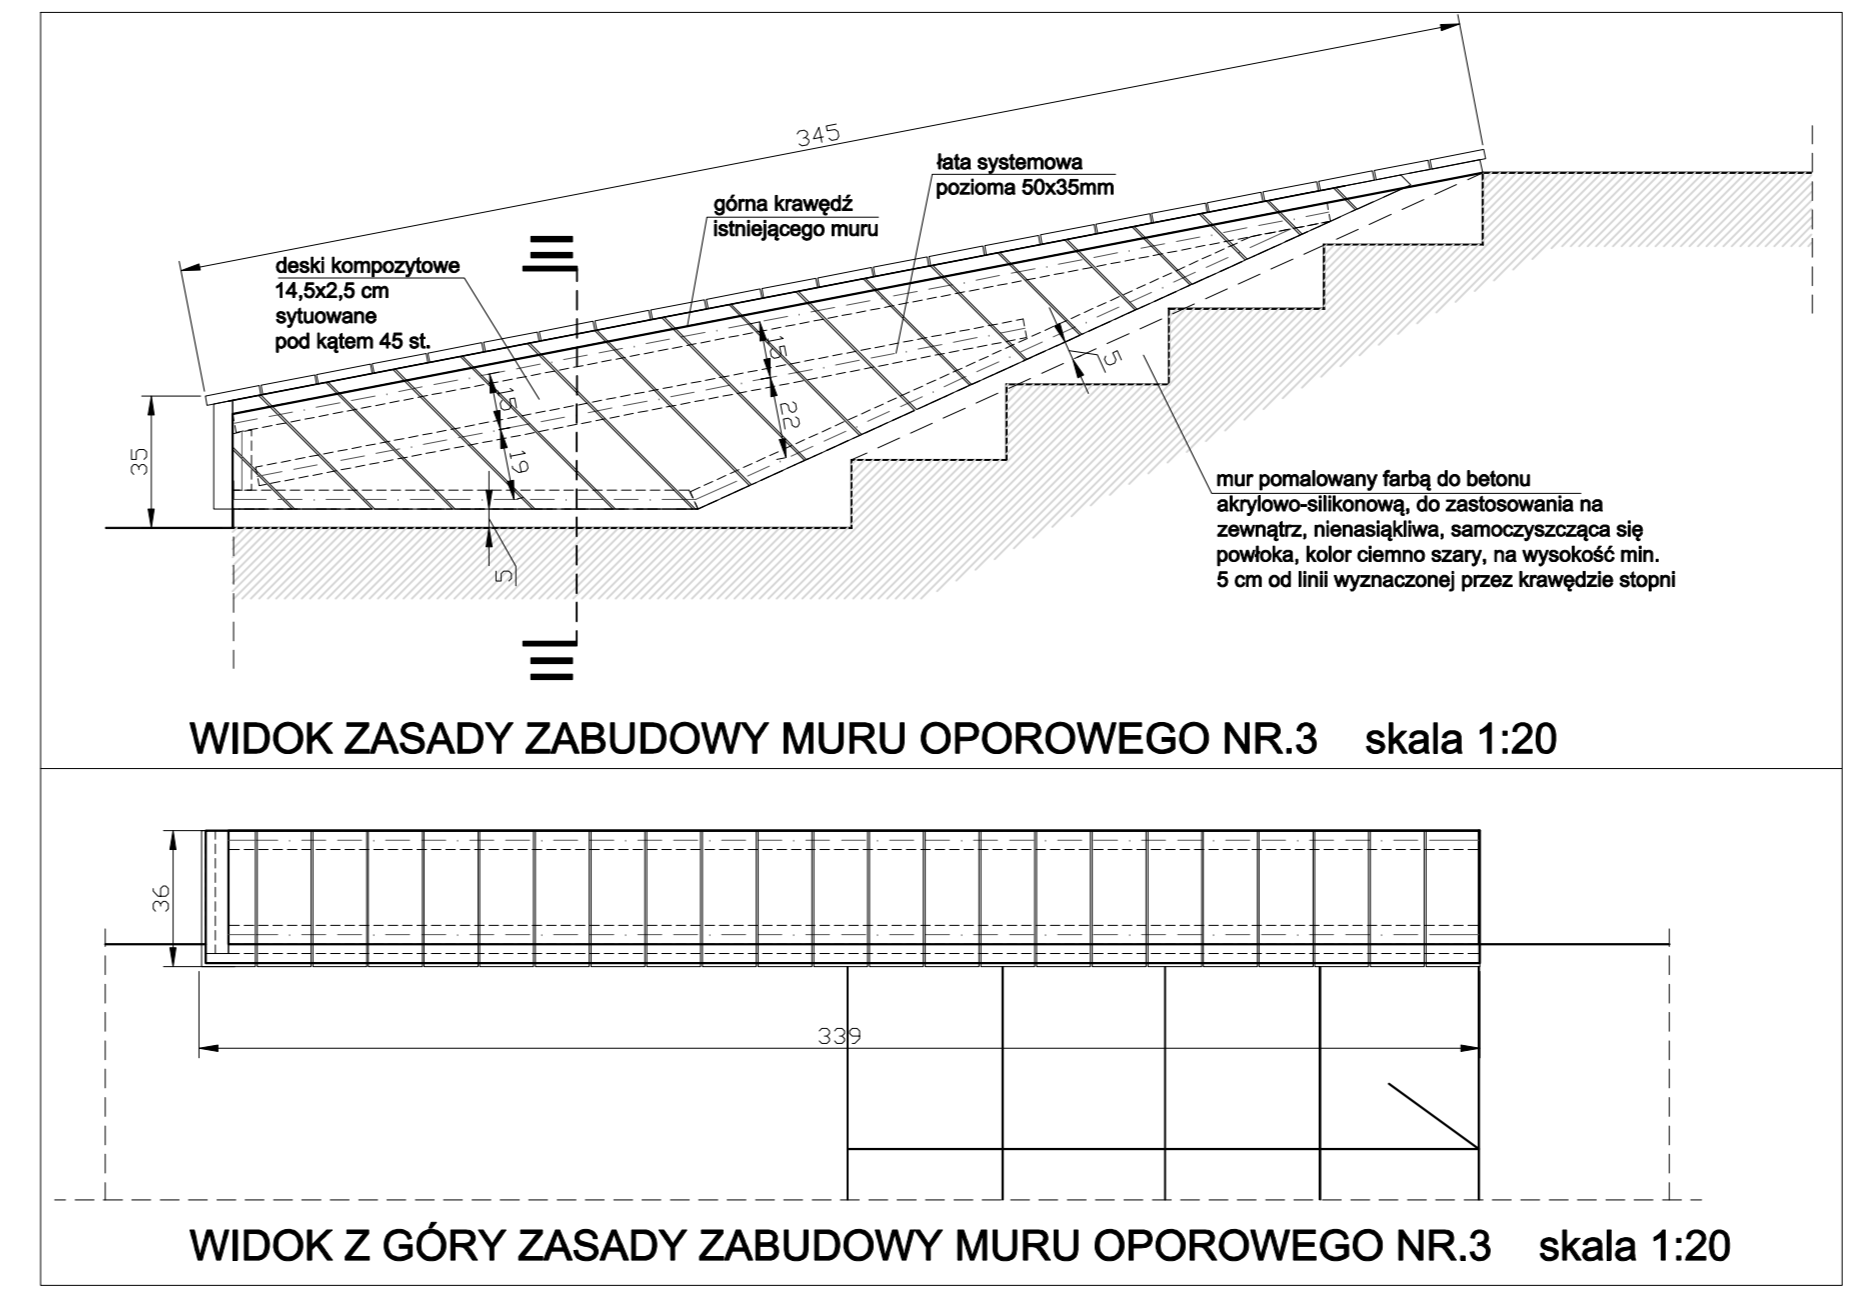 345
łata systemowa
pozioma 50x35mm
górna krawędź
istniejącego muru
deski kompozytowe
14,5x2,5 cm
sytuowane
pod kątem 45 st.
15
5
15
22
35
19
mur pomalowany farbą do betonu
akrylowo-silikonową, do zastosowania na
zewnątrz, nienasiąkliwa, samoczyszcząca się
powłoka, kolor ciemno szary, na wysokość min.
5 cm od linii wyznaczonej przez krawędzie stopni
5
WIDOK ZASADY ZABUDOWY MURU OPOROWEGO NR.3 skala 1:20
36
339
WIDOK Z GÓRY ZASADY ZABUDOWY MURU OPOROWEGO NR.3 skala 1:20